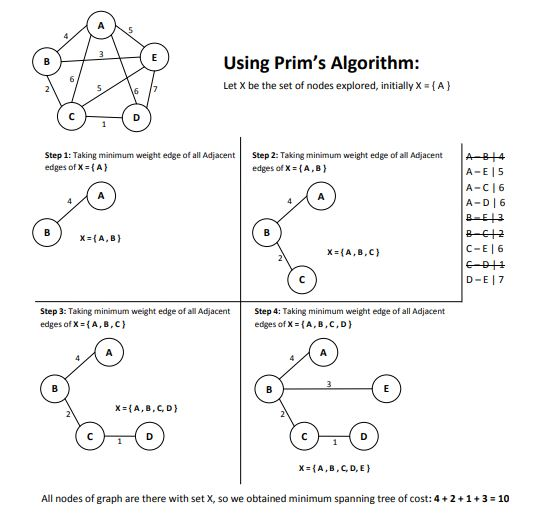 A
4
5
B
3
E
6
2
5
6
7
C
1
D
Using Prim's Algorithm:
Let X be the set of nodes explored, initially X = { A }
Step 1: Taking minimum weight edge of all Adjacent
edges of X = { A }
4
A
B
X = { A , B }
Step 2: Taking minimum weight edge of all Adjacent
edges of X = { A , B }
4
A
B
2
X = { A , B , C }
C
A – B | 4
A – E | 5
A – C | 6
A – D | 6
B – E | 3
B – C | 2
C – E | 6
C – D | 1
D – E | 7
Step 3: Taking minimum weight edge of all Adjacent
edges of X = { A , B , C }
4
A
B
2
X = { A , B , C, D }
C
1
D
Step 4: Taking minimum weight edge of all Adjacent
edges of X = { A , B , C , D }
4
A
B
3
E
2
C
1
D
X = { A , B , C, D, E }
All nodes of graph are there with set X, so we obtained minimum spanning tree of cost: 4 + 2 + 1 + 3 = 10